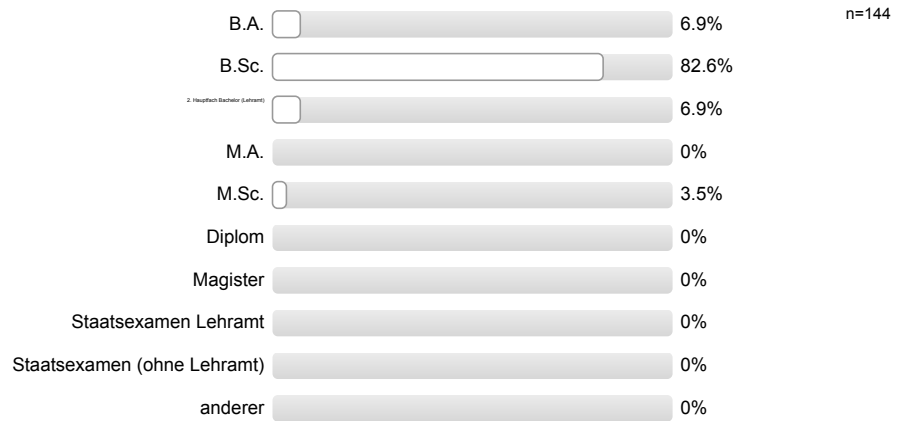 B.A. 6.9% n=144
B.Sc. 82.6%
2. Hauptfach Bachelor (Lehramt) 6.9%
M.A. 0%
M.Sc. 3.5%
Diplom 0%
Magister 0%
Staatsexamen Lehramt 0%
Staatsexamen (ohne Lehramt) 0%
anderer 0%